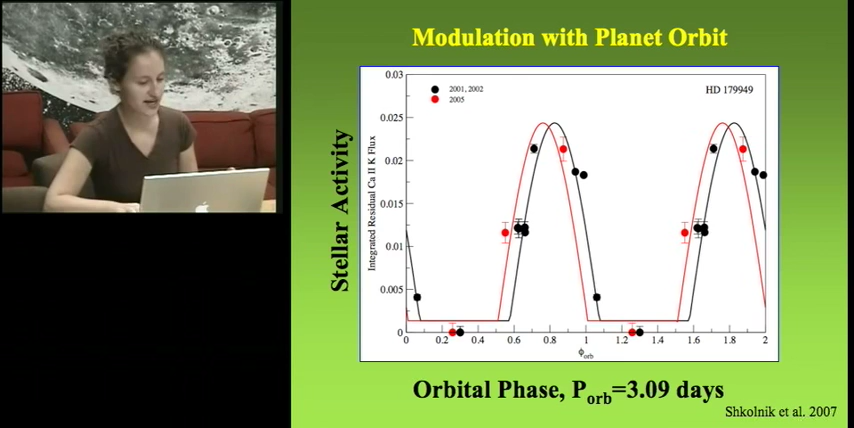 Modulation with Planet Orbit
0.03
0.025
0.02
0.015
0.01
0.005
0
2001, 2002
2005
HD 179949
Stellar Activity
Integrated Residual Ca II K Flux
0 0.2 0.4 0.6 0.8 1 1.2 1.4 1.6 1.8 2
ϕorb
Orbital Phase, Porb=3.09 days
Shkolnik et al. 2007